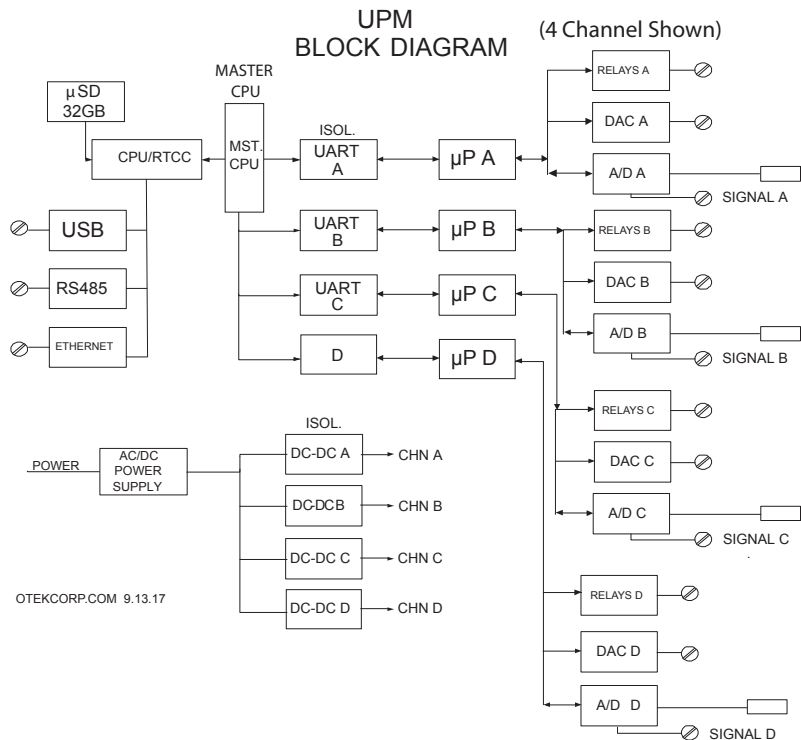 UPM
BLOCK DIAGRAM
(4 Channel Shown)
µSD
32GB
CPU/RTCC
MASTER
CPU
MST.
CPU
ISOL.
UART
A
µP A
RELAYS A
DAC A
A/D A
SIGNAL A
USB
UART
B
µP B
RELAYS B
DAC B
A/D B
SIGNAL B
RS485
UART
C
µP C
RELAYS C
DAC C
A/D C
SIGNAL C
ETHERNET
D
µP D
RELAYS D
DAC D
A/D D
SIGNAL D
POWER
AC/DC
POWER
SUPPLY
ISOL.
DC-DC A
CHN A
DC-DCB
CHN B
DC-DC C
CHN C
DC-DC D
CHN D
OTEKCORP.COM 9.13.17